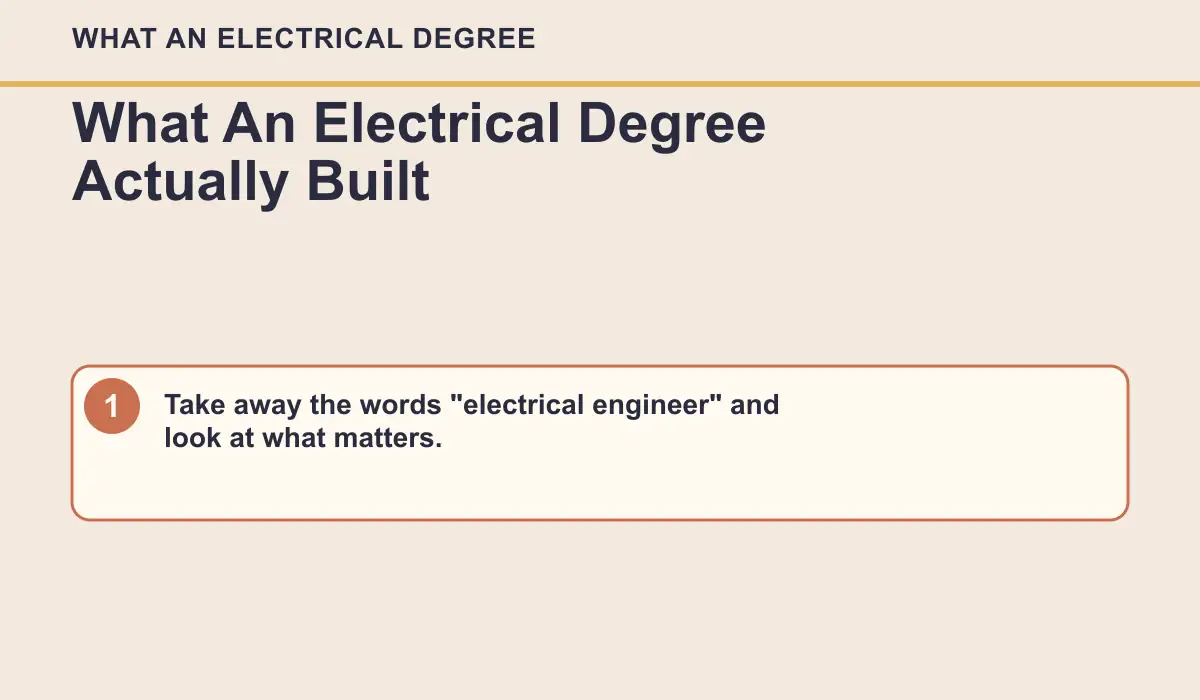 WHAT AN ELECTRICAL DEGREE
What An Electrical Degree
Actually Built
1
Take away the words "electrical engineer" and
look at what matters.